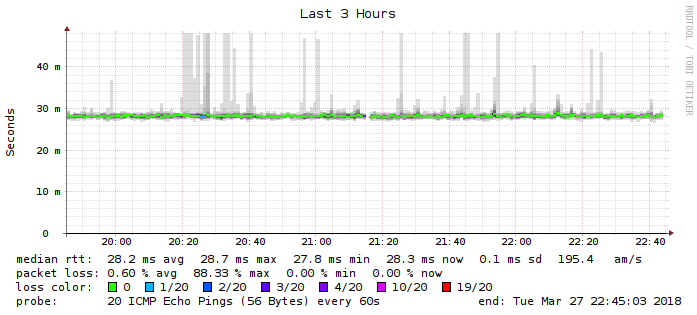 Last 3 Hours
RRDTOOL / TOBI OETIKER
Seconds
40 m
30 m
20 m
10 m
0
20:00 20:20 20:40 21:00 21:20 21:40 22:00 22:20 22:40
median rtt: 28.2 ms avg 28.7 ms max 27.8 ms min 28.3 ms now 0.1 ms sd 195.4 am/s
packet loss: 0.60 % avg 88.33 % max 0.00 % min 0.00 % now
loss color: 0 1/20 2/20 3/20 4/20 10/20 19/20
probe: 20 ICMP Echo Pings (56 Bytes) every 60s end: Tue Mar 27 22:45:03 2018